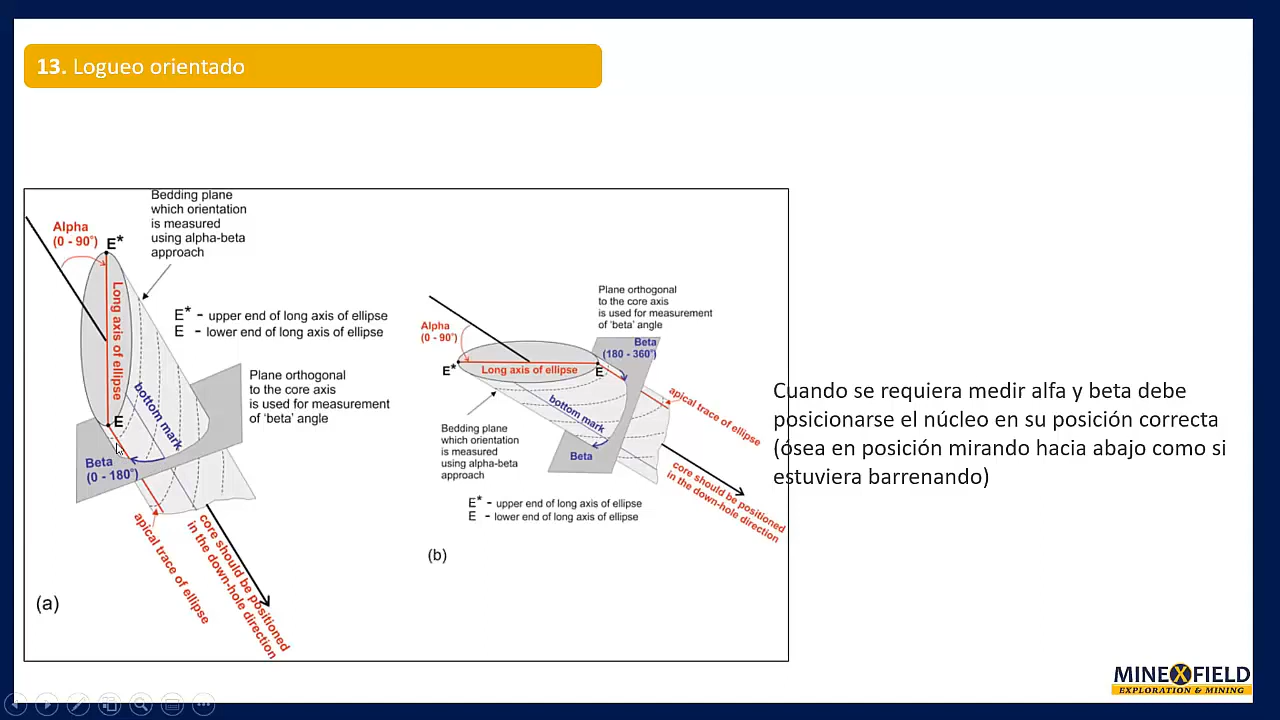 13. Logueo orientado
Bedding plane
which orientation
is measured
using alpha-beta
approach
Alpha
(0 - 90°)
E*
Long axis of ellipse
E* - upper end of long axis of ellipse
E - lower end of long axis of ellipse
bottom mark
Plane orthogonal
to the core axis
is used for measurement
of 'beta' angle
E
Beta
(0 - 180°)
apical trace of ellipse
core should be positioned
in the down-hole direction
(a)
Plane orthogonal
to the core axis
is used for measurement
of 'beta' angle
Alpha
(0 - 90°)
Beta
(180 - 360°)
E*
Long axis of ellipse
E
bottom mark
apical trace of ellipse
Bedding plane
which orientation
is measured
using alpha-beta
approach
Beta
core should be positioned
in the down-hole direction
E* - upper end of long axis of ellipse
E - lower end of long axis of ellipse
(b)
Cuando se requiera medir alfa y beta debe
posicionarse el núcleo en su posición correcta
(ósea en posición mirando hacia abajo como si
estuviera barrenando)
MINEXFIELD
EXPLORATION & MINING